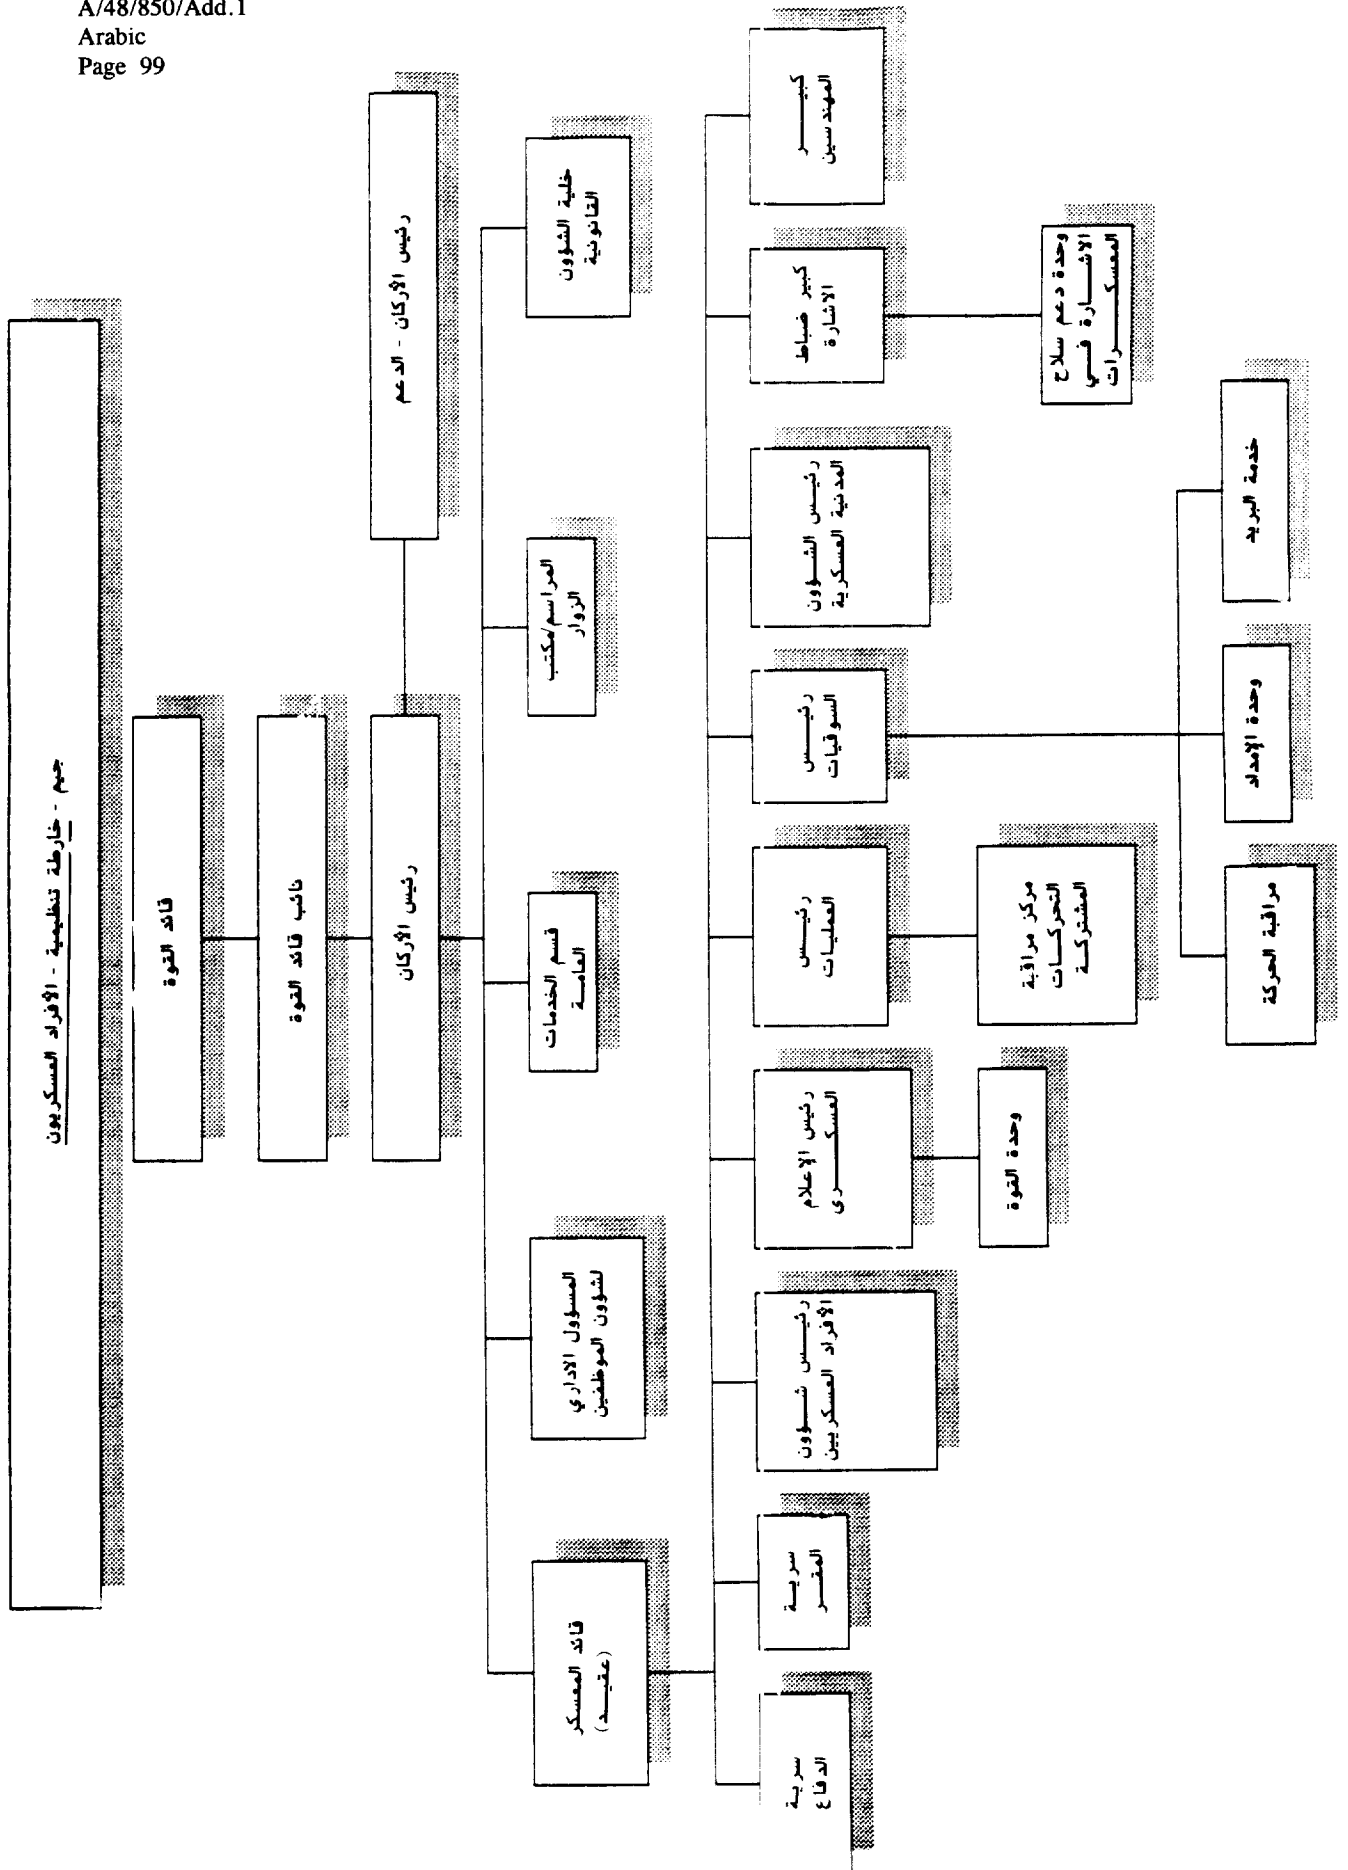 A/48/850/Add.1
Arabic
Page 99
جيم - خارطة تنظيمية - الأفراد العسكريون
قائد القوة
نائب قائد القوة
رئيس الأركان
رئيس الأركان - الدعم
خلية الشؤون
القانونية
المراسم/مكتب
الزوار
قسم الخدمات
العامة
المسؤول الاداري
لشؤون الموظفين
قائد المعسكر
(عقيد)
كبير
المهندسين
كبير ضباط
الاشارة
رئيس الشؤون
المدنية العسكرية
رئيس
السوقيات
رئيس
العمليات
رئيس الإعلام
العسكرى
رئيس شؤون
الأفراد العسكريين
سرية
المقر
سرية
الدفاع
وحدة دعم سلاح
الاشارة في
المعسكرات
مركز مراقبة
التحركات
المشتركة
وحدة القوة
خدمة البريد
وحدة الإمداد
مراقبة الحركة